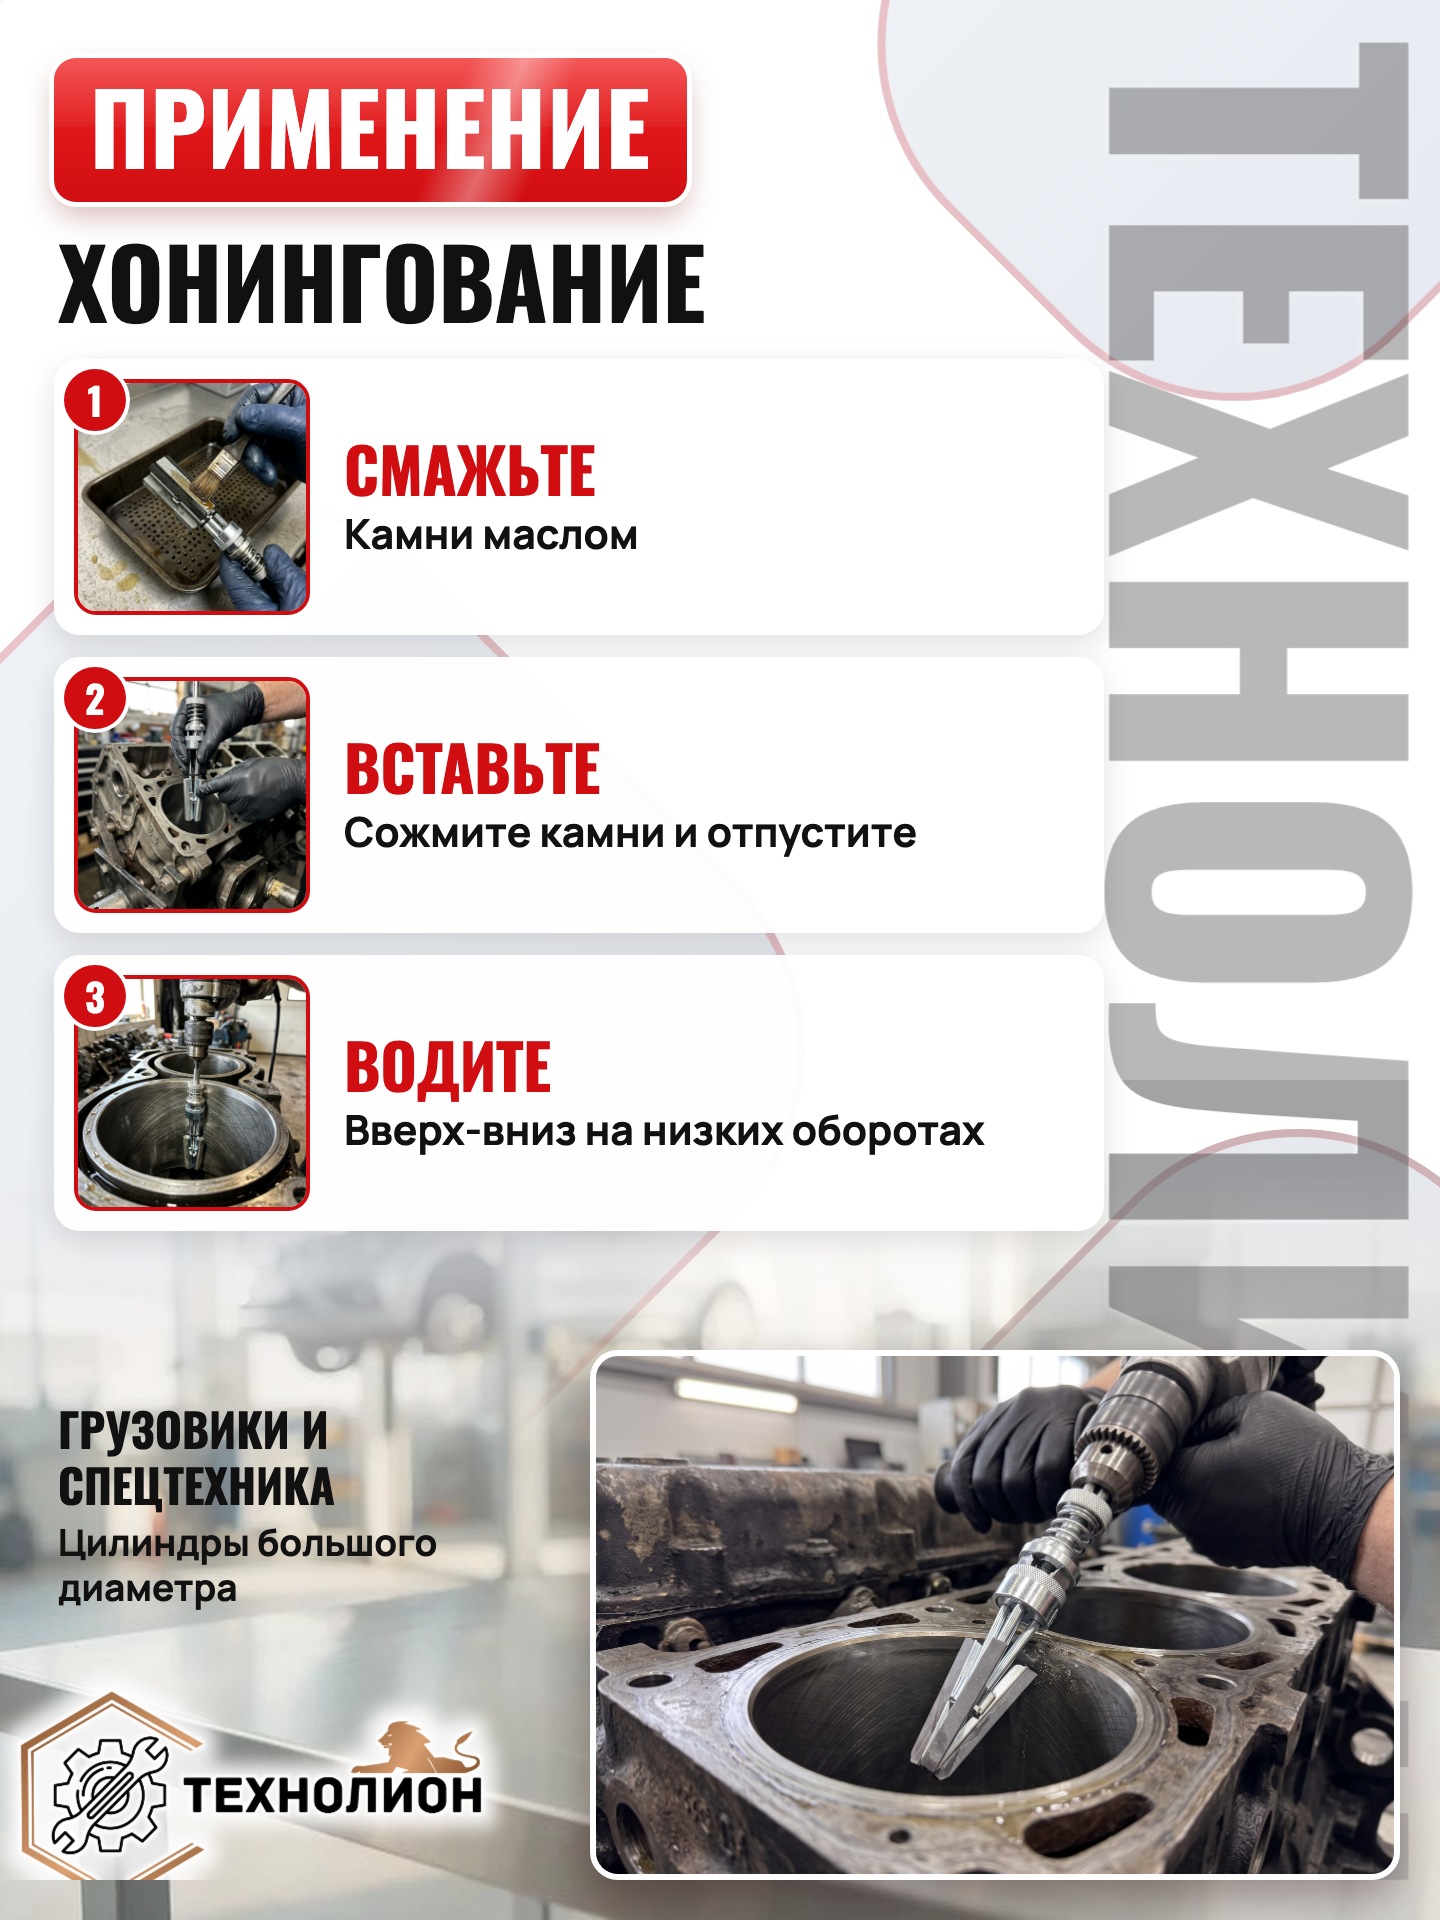 ПРИМЕНЕНИЕ
ХОНИНГОВАНИЕ
1
СМАЖЬТЕ
Камни маслом
2
ВСТАВЬТЕ
Сожмите камни и отпустите
3
ВОДИТЕ
Вверх-вниз на низких оборотах
ГРУЗОВИКИ И
СПЕЦТЕХНИКА
Цилиндры большого
диаметра
ТЕХНОЛИОН
ТЕХНОЛИ